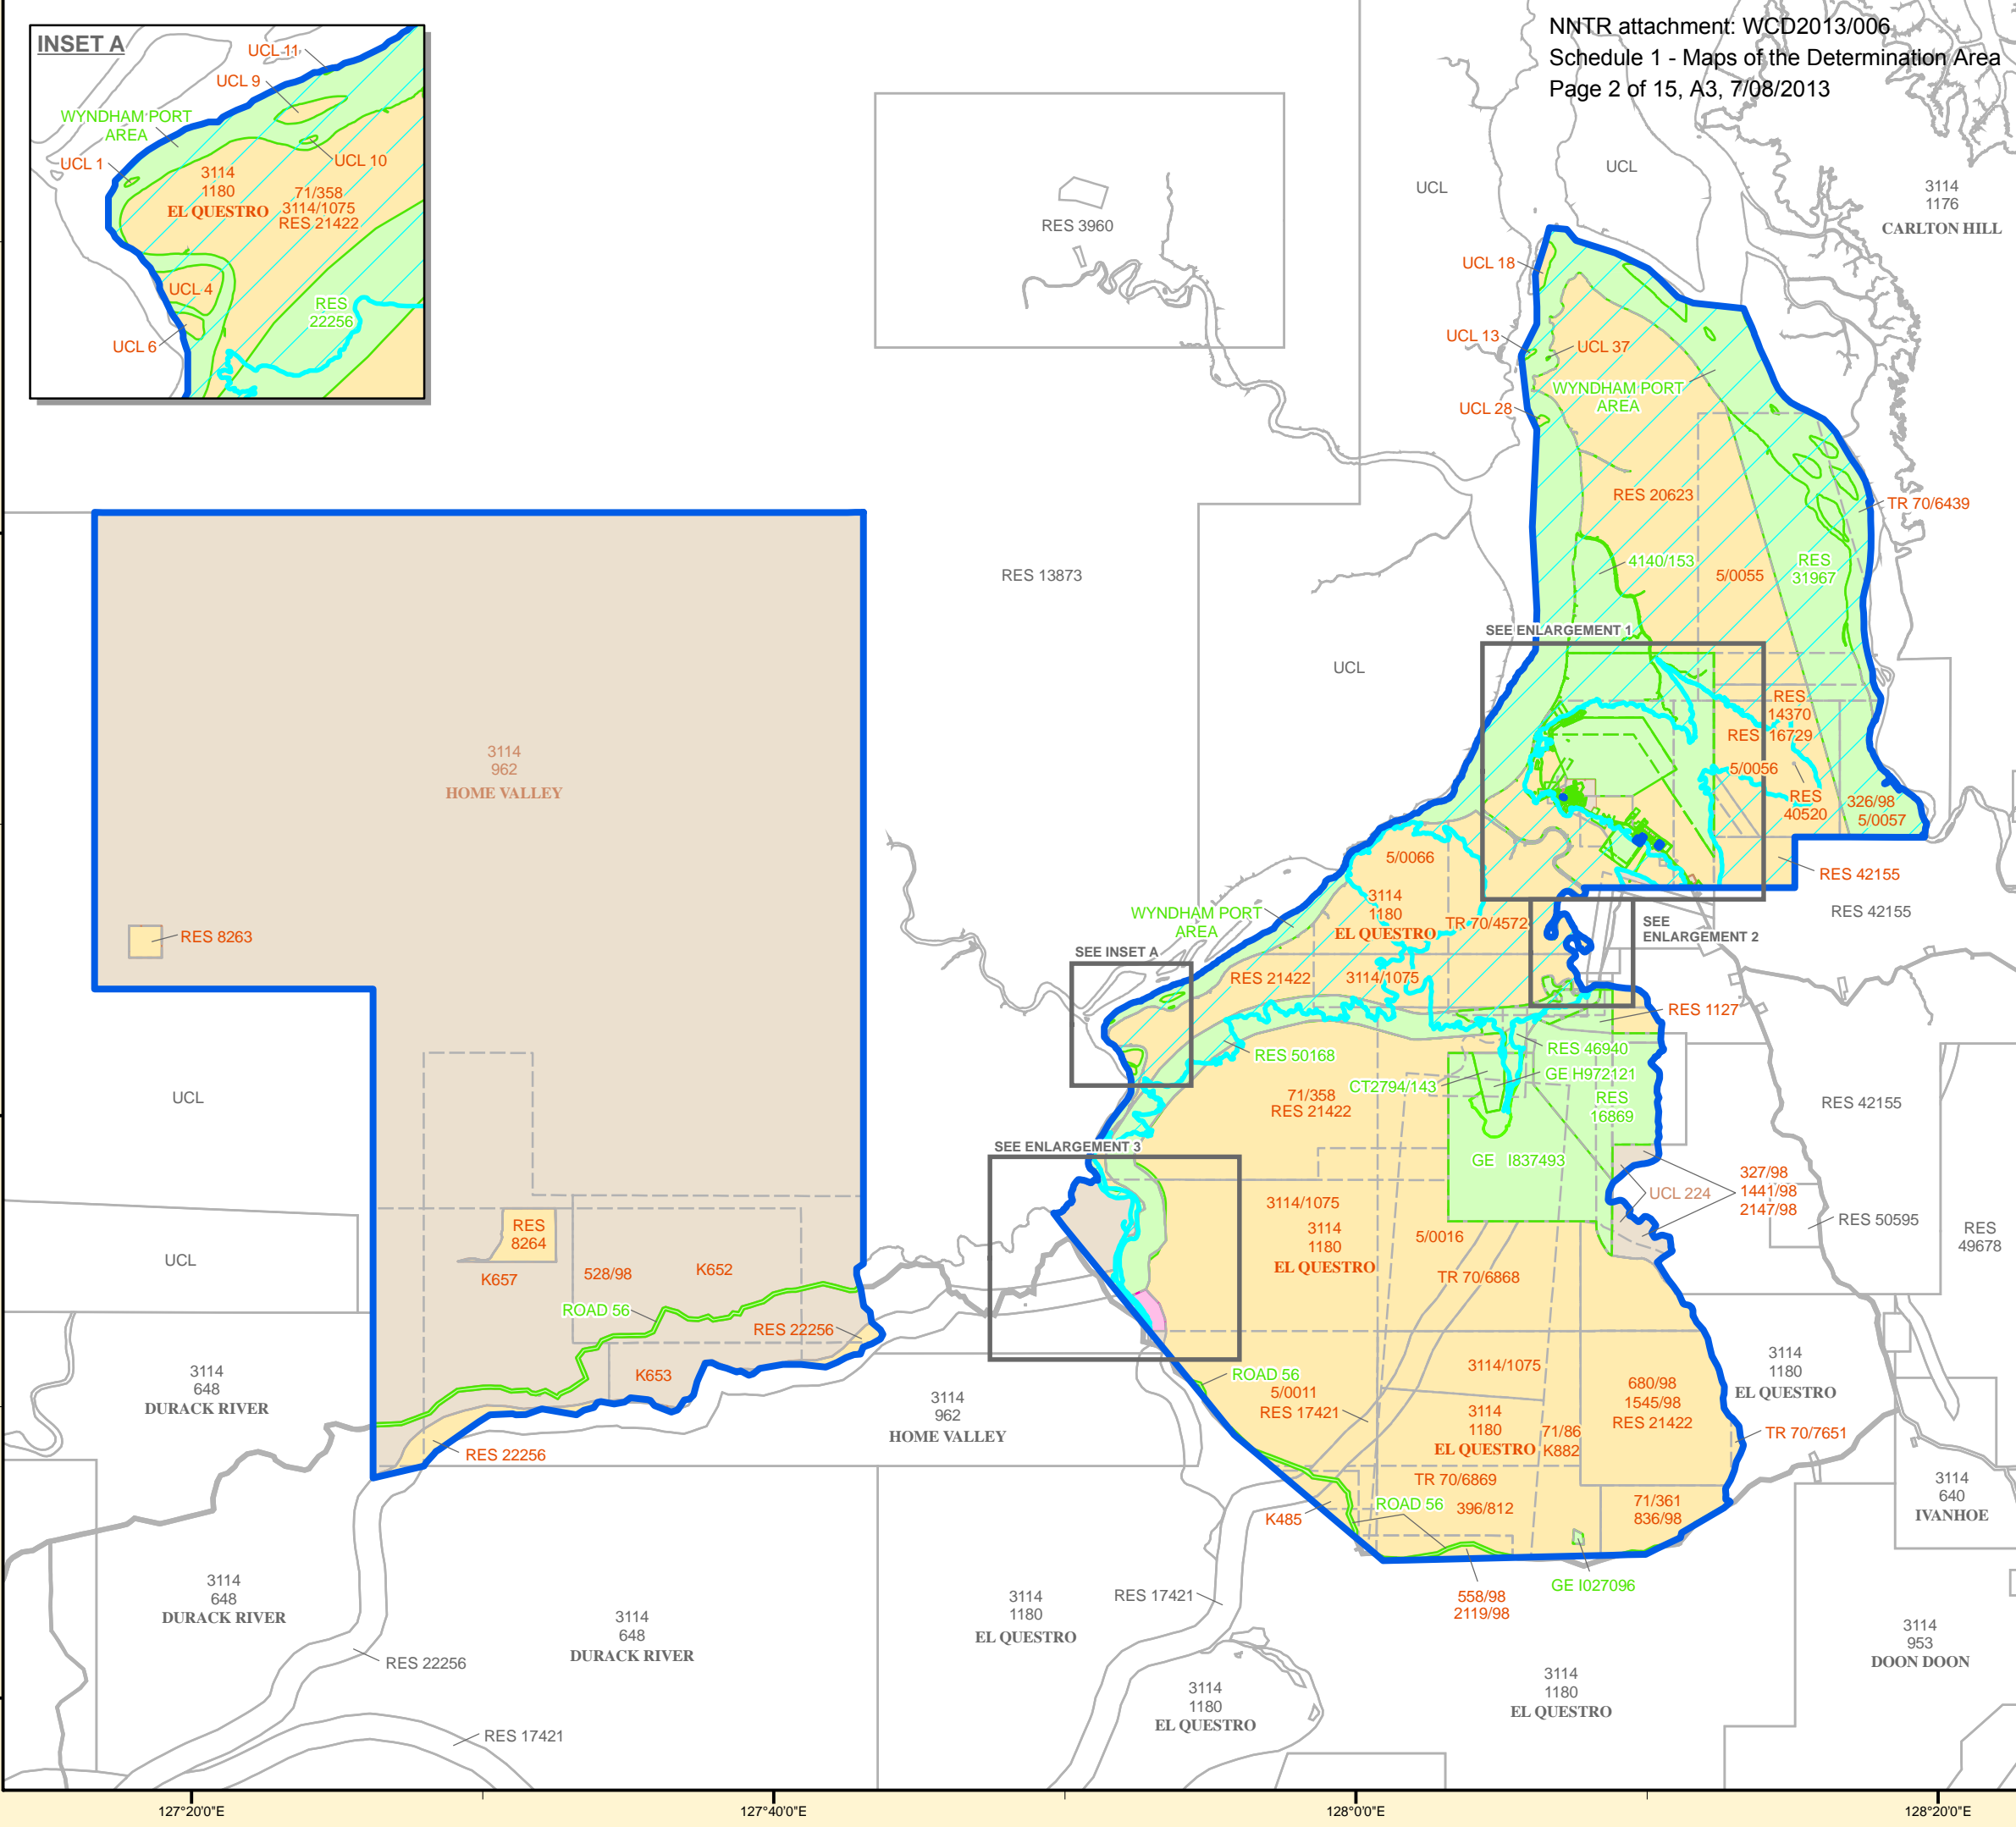 NNTR attachment: WCD2013/006
Schedule 1 - Maps of the Determination Area
Page 2 of 15, A3, 7/08/2013
INSET A
UCL 11
UCL 9
WYNDHAM PORT
AREA
UCL 1
UCL 10
3114
1180
EL QUESTRO
71/358
3114/1075
RES 21422
UCL 4
RES
22256
UCL 6
RES 3960
UCL
UCL
3114
1176
CARLTON HILL
UCL 18
UCL 13
UCL 37
WYNDHAM PORT
AREA
UCL 28
RES 20623
TR 70/6439
RES 13873
4140/153
5/0055
RES
31967
SEE ENLARGEMENT 1
UCL
RES
14370
RES 16729
5/0056
RES
40520
326/98
5/0057
3114
962
HOME VALLEY
5/0066
RES 42155
3114
1180
EL QUESTRO
TR 70/4572
WYNDHAM PORT
AREA
RES 42155
SEE
ENLARGEMENT 2
RES 8263
SEE INSET A
RES 21422
3114/1075
RES 1127
RES 50168
RES 46940
GE H972121
CT2794/143
RES
16869
71/358
RES 21422
UCL
RES 42155
SEE ENLARGEMENT 3
GE I837493
327/98
1441/98
2147/98
UCL 224
3114/1075
3114
1180
EL QUESTRO
5/0016
RES 50595
RES
49678
RES
8264
UCL
K657
528/98
K652
TR 70/6868
ROAD 56
RES 22256
3114
648
DURACK RIVER
K653
3114
962
HOME VALLEY
ROAD 56
5/0011
RES 17421
3114/1075
3114
1180
EL QUESTRO
71/86
K882
680/98
1545/98
RES 21422
3114
1180
EL QUESTRO
TR 70/7651
RES 22256
TR 70/6869
396/812
ROAD 56
K485
71/361
836/98
3114
640
IVANHOE
3114
648
DURACK RIVER
3114
648
DURACK RIVER
3114
1180
EL QUESTRO
RES 17421
558/98
2119/98
GE I027096
3114
953
DOON DOON
RES 22256
RES 17421
3114
1180
EL QUESTRO
3114
1180
EL QUESTRO
127°20'0"E
127°40'0"E
128°0'0"E
128°20'0"E